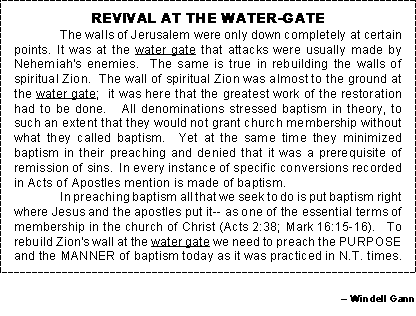 REVIVAL AT THE WATER-GATE
The walls of Jerusalem were only down completely at certain
points. It was at the water gate that attacks were usually made by
Nehemiah's enemies. The same is true in rebuilding the walls of
spiritual Zion. The wall of spiritual Zion was almost to the ground at
the water gate; it was here that the greatest work of the restoration
had to be done. All denominations stressed baptism in theory, to
such an extent that they would not grant church membership without
what they called baptism. Yet at the same time they minimized
baptism in their preaching and denied that it was a prerequisite of
remission of sins. In every instance of specific conversions recorded
in Acts of Apostles mention is made of baptism.
In preaching baptism all that we seek to do is put baptism right
where Jesus and the apostles put it-- as one of the essential terms of
membership in the church of Christ (Acts 2:38; Mark 16:15-16). To
rebuild Zion's wall at the water gate we need to preach the PURPOSE
and the MANNER of baptism today as it was practiced in N.T. times.
-- Windell Gann